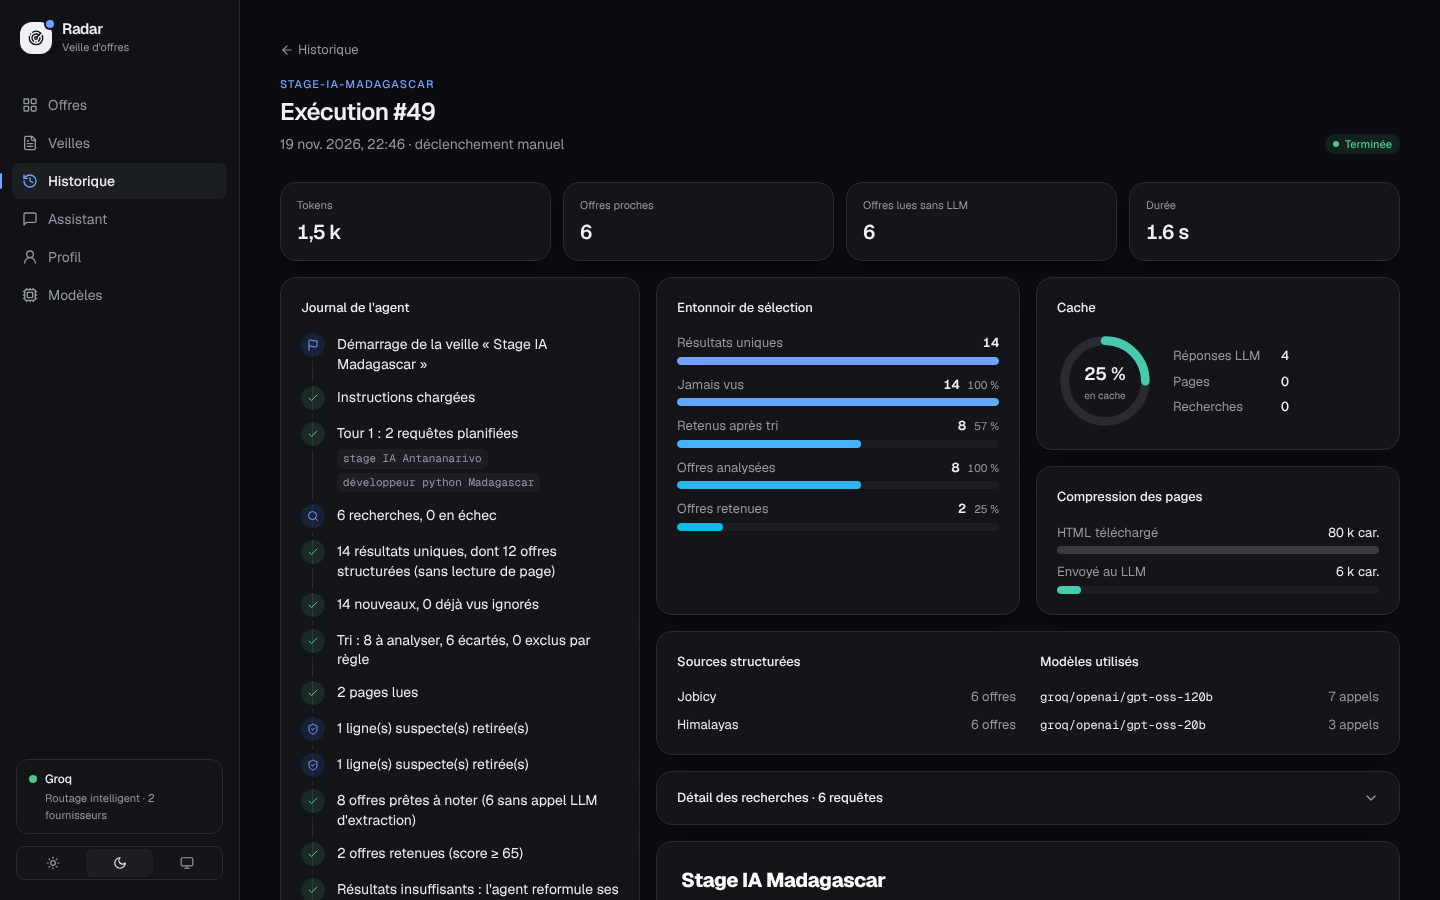 Radar
Veille d'offres
Offres
Veilles
Historique
Assistant
Profil
Modèles
Groq
Routage intelligent · 2
fournisseurs
← Historique
STAGE-IA-MADAGASCAR
Exécution #49
19 nov. 2026, 22:46 · déclenchement manuel
Terminée
Tokens
1,5 k
Offres proches
6
Offres lues sans LLM
6
Durée
1.6 s
Journal de l'agent
Démarrage de la veille « Stage IA
Madagascar »
Instructions chargées
Tour 1 : 2 requêtes planifiées
stage IA Antananarivo
développeur python Madagascar
6 recherches, 0 en échec
14 résultats uniques, dont 12 offres
structurées (sans lecture de page)
14 nouveaux, 0 déjà vus ignorés
Tri : 8 à analyser, 6 écartés, 0 exclus par
règle
2 pages lues
1 ligne(s) suspecte(s) retirée(s)
1 ligne(s) suspecte(s) retirée(s)
8 offres prêtes à noter (6 sans appel LLM
d'extraction)
2 offres retenues (score ≥ 65)
Résultats insuffisants : l'agent reformule ses
Entonnoir de sélection
Résultats uniques 14
Jamais vus 14 100 %
Retenus après tri 8 57 %
Offres analysées 8 100 %
Offres retenues 2 25 %
Cache
25 %
en cache
Réponses LLM 4
Pages 0
Recherches 0
Compression des pages
HTML téléchargé 80 k car.
Envoyé au LLM 6 k car.
Sources structurées
Jobicy 6 offres
Himalayas 6 offres
Modèles utilisés
groq/openai/gpt-oss-120b 7 appels
groq/openai/gpt-oss-20b 3 appels
Détail des recherches · 6 requêtes
Stage IA Madagascar